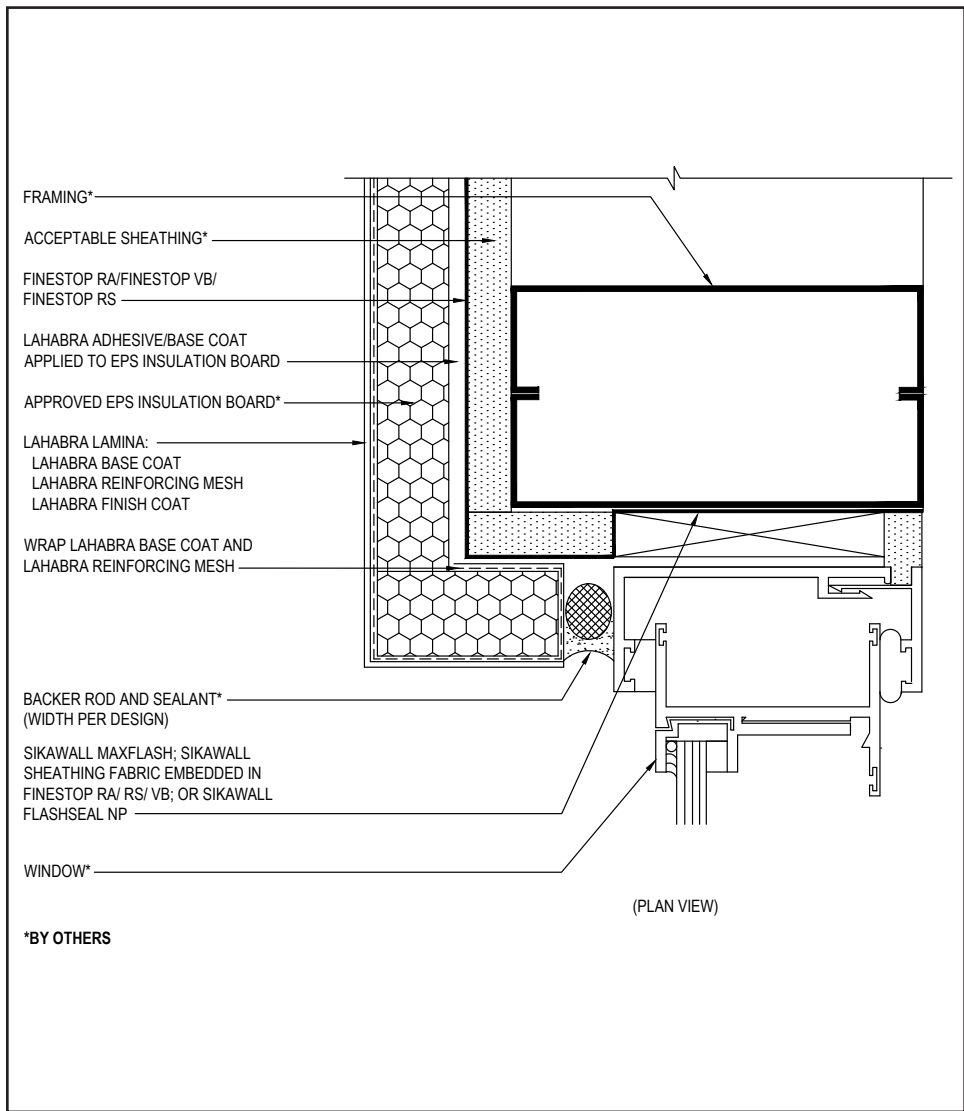 FRAMING*
ACCEPTABLE SHEATHING*
FINESTOP RA/FINESTOP VB/
FINESTOP RS
LAHABRA ADHESIVE/BASE COAT
APPLIED TO EPS INSULATION BOARD
APPROVED EPS INSULATION BOARD*
LAHABRA LAMINA:
LAHABRA BASE COAT
LAHABRA REINFORCING MESH
LAHABRA FINISH COAT
WRAP LAHABRA BASE COAT AND
LAHABRA REINFORCING MESH
BACKER ROD AND SEALANT*
(WIDTH PER DESIGN)
SIKAWALL MAXFLASH; SIKAWALL
SHEATHING FABRIC EMBEDDED IN
FINESTOP RA/ RS/ VB; OR SIKAWALL
FLASHSEAL NP
WINDOW*
(PLAN VIEW)
*BY OTHERS